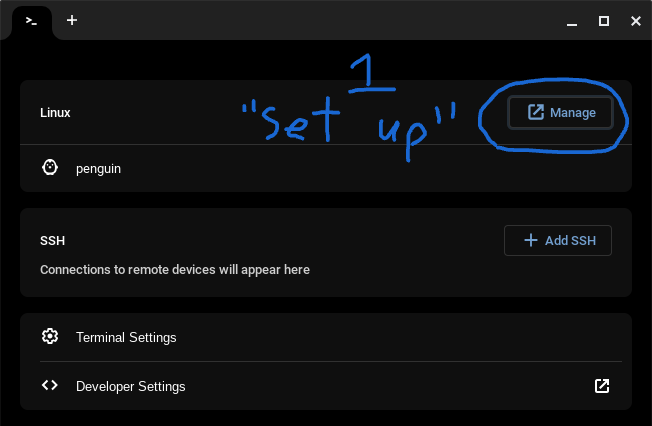 1
"Set up"
Linux
Manage
penguin
SSH
Add SSH
Connections to remote devices will appear here
Terminal Settings
Developer Settings